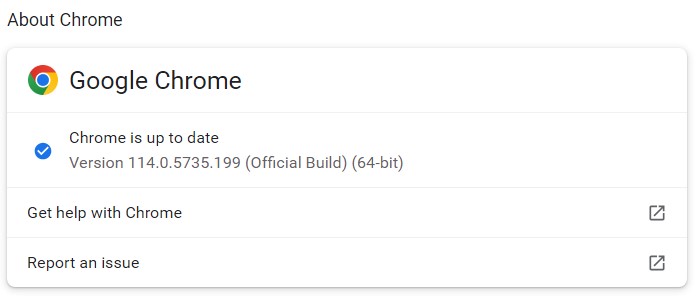 About Chrome
Google Chrome
Chrome is up to date
Version 114.0.5735.199 (Official Build) (64-bit)
Get help with Chrome
Report an issue